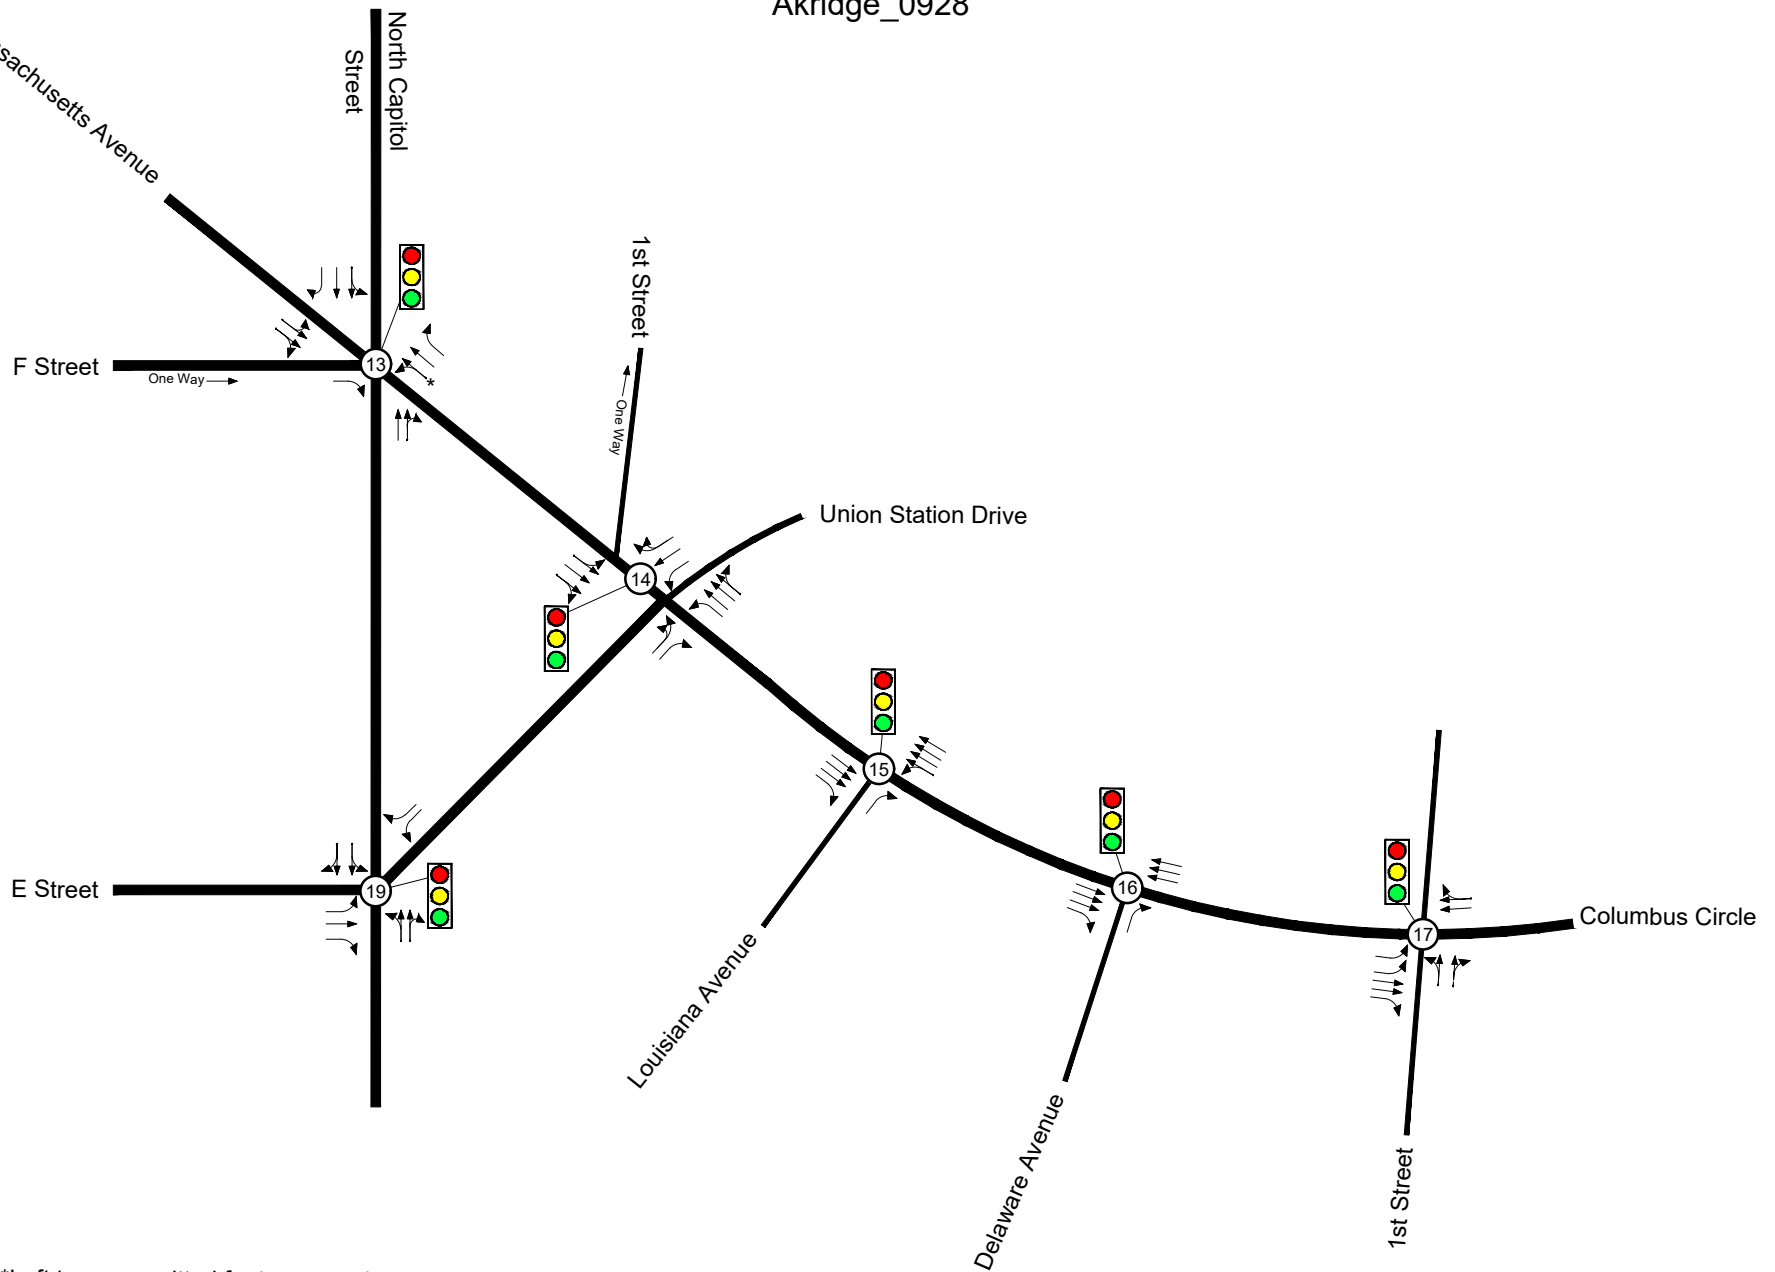 Akridge_0928
North Capitol
Street
Avenue
F Street
One Way
13
*
1st Street
One Way
Union Station Drive
14
15
16
17
Columbus Circle
E Street
19
Louisiana Avenue
Delaware Avenue
1st Street